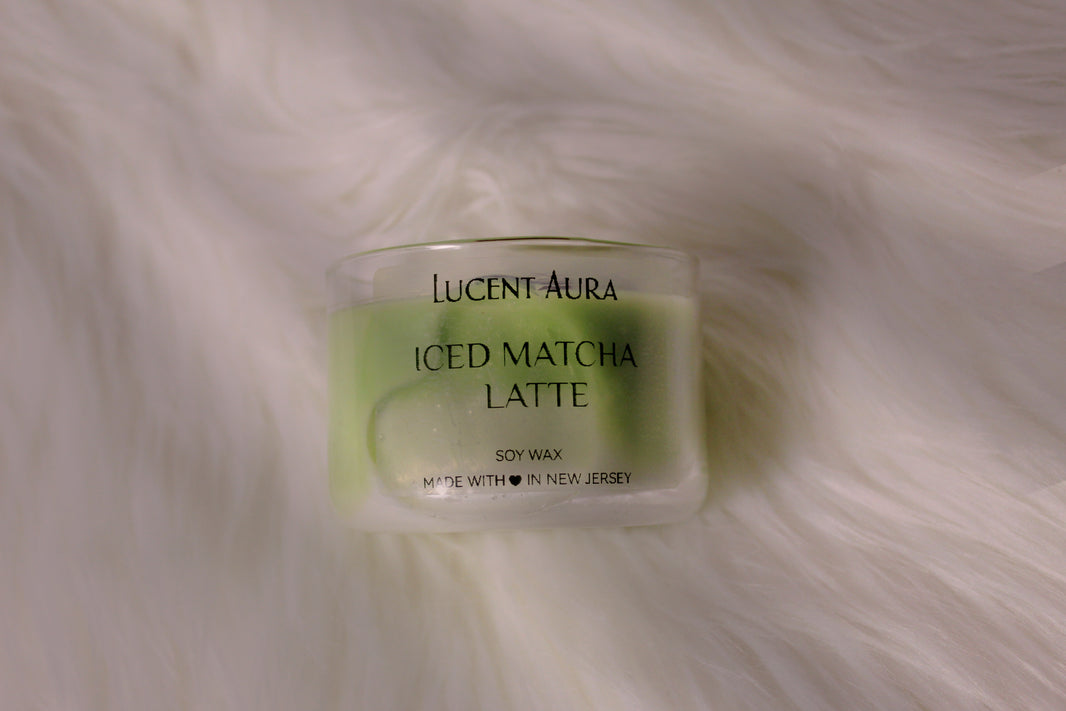 LUCENT AURA
ICED MATCHA
LATTE
SOY WAX
MADE WITH ♥ IN NEW JERSEY